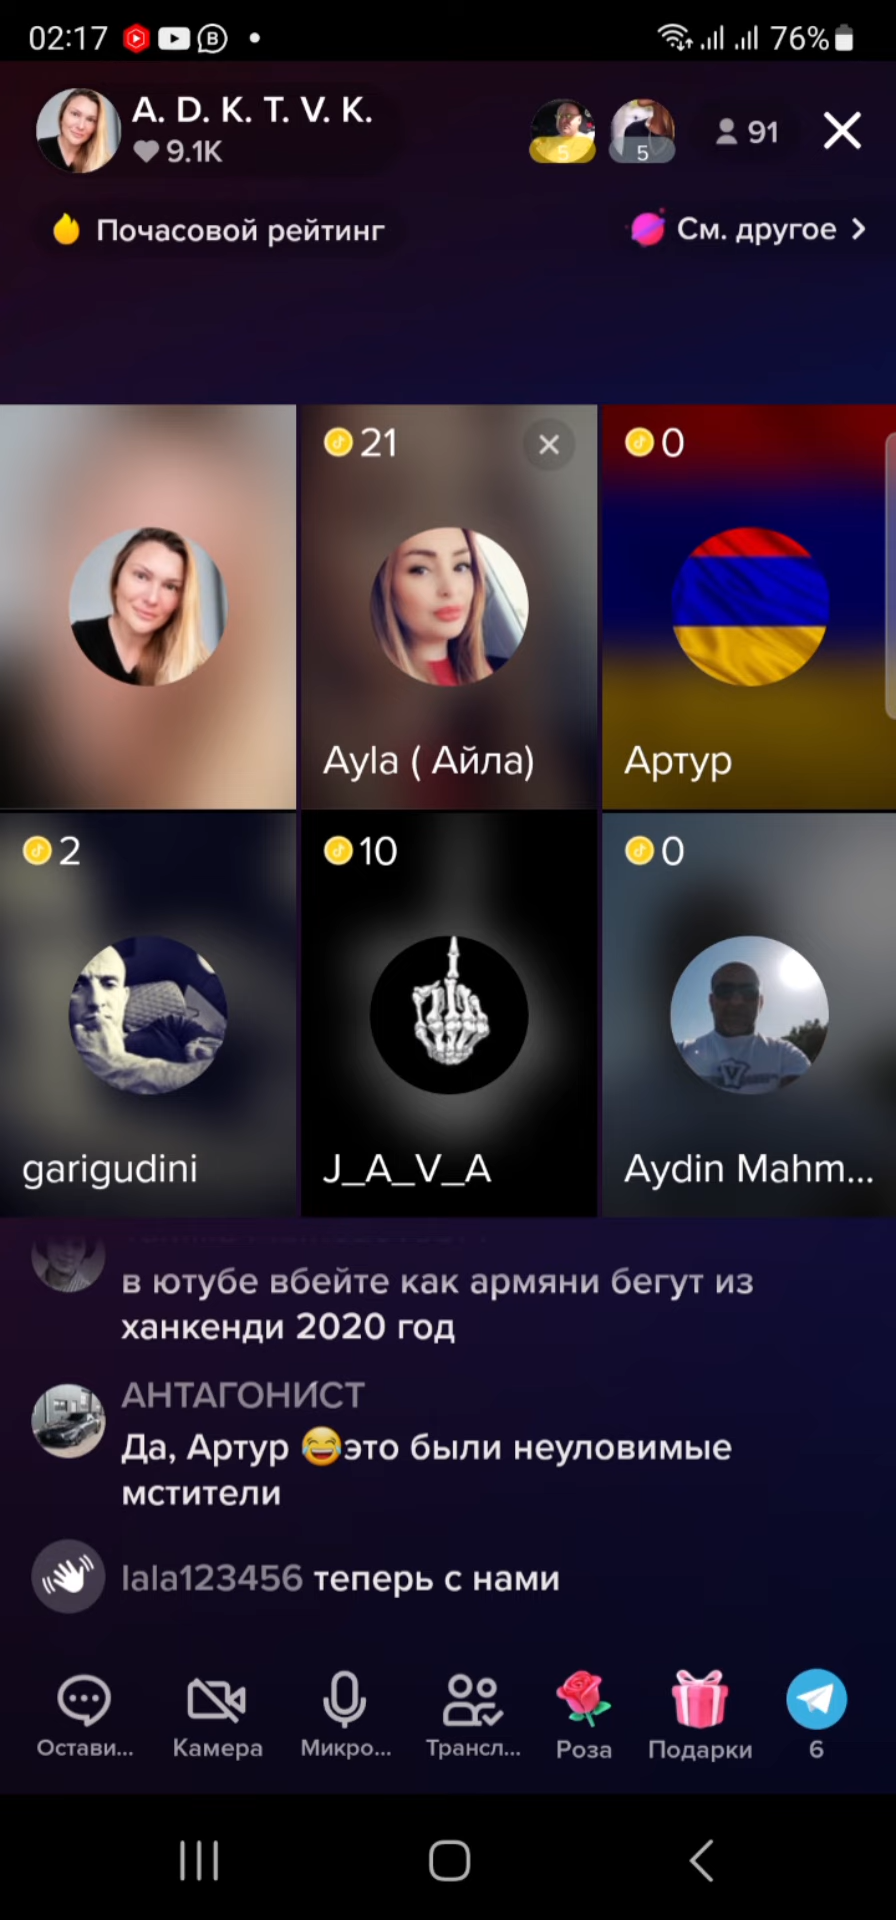 02:17
76%
A. D. K. T. V. K.
9.1K
5
5
91
Почасовой рейтинг
См. другое
21
0
Ayla ( Айла)
Артур
2
10
0
garigudini
J_A_V_A
Aydin Mahm...
в ютубе вбейте как армяни бегут из
ханкенди 2020 год
АНТАГОНИСТ
Да, Артур 😂это были неуловимые
мстители
lala123456 теперь с нами
Остави...
Камера
Микро...
Трансл...
Роза
Подарки
6